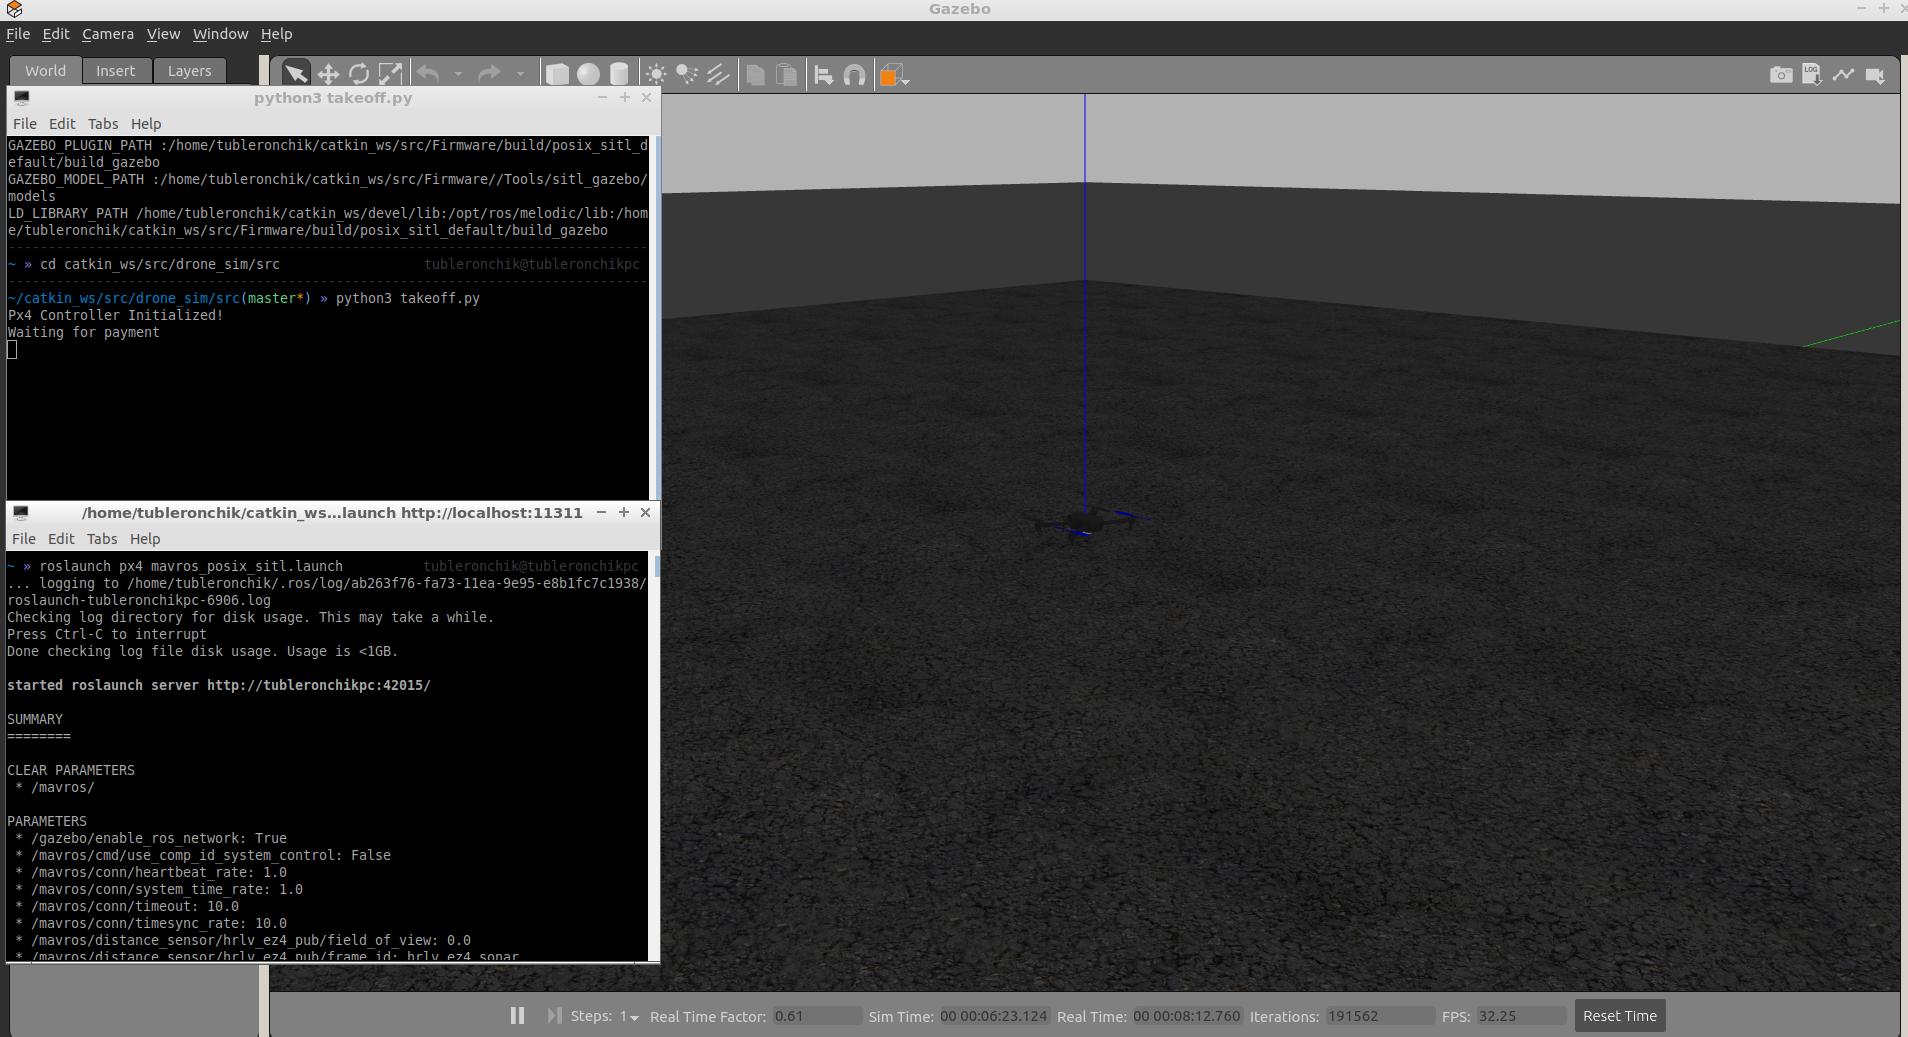 Gazebo
File Edit Camera View Window Help
World Insert Layers
LOG
python3 takeoff.py
File Edit Tabs Help
GAZEBO_PLUGIN_PATH :/home/tubleronchik/catkin_ws/src/Firmware/build/posix_sitl_d
efault/build_gazebo
GAZEBO_MODEL_PATH :/home/tubleronchik/catkin_ws/src/Firmware//Tools/sitl_gazebo/
models
LD_LIBRARY_PATH /home/tubleronchik/catkin_ws/devel/lib:/opt/ros/melodic/lib:/hom
e/tubleronchik/catkin_ws/src/Firmware/build/posix_sitl_default/build_gazebo
~ » cd catkin_ws/src/drone_sim/src tubleronchik@tubleronchikpc
~/catkin_ws/src/drone_sim/src(master*) » python3 takeoff.py
Px4 Controller Initialized!
Waiting for payment
/home/tubleronchik/catkin_ws...launch http://localhost:11311
File Edit Tabs Help
~ » roslaunch px4 mavros_posix_sitl.launch tubleronchik@tubleronchikpc
... logging to /home/tubleronchik/.ros/log/ab263f76-fa73-11ea-9e95-e8b1fc7c1938/
roslaunch-tubleronchikpc-6906.log
Checking log directory for disk usage. This may take a while.
Press Ctrl-C to interrupt
Done checking log file disk usage. Usage is <1GB.
started roslaunch server http://tubleronchikpc:42015/
SUMMARY
========
CLEAR PARAMETERS
* /mavros/
PARAMETERS
* /gazebo/enable_ros_network: True
* /mavros/cmd/use_comp_id_system_control: False
* /mavros/conn/heartbeat_rate: 1.0
* /mavros/conn/system_time_rate: 1.0
* /mavros/conn/timeout: 10.0
* /mavros/conn/timesync_rate: 10.0
* /mavros/distance_sensor/hrlv_ez4_pub/field_of_view: 0.0
* /mavros/distance_sensor/hrlv_ez4_pub/frame_id: hrlv_ez4_sonar
Steps: 1 Real Time Factor: 0.61 Sim Time: 00 00:06:23.124 Real Time: 00 00:08:12.760 Iterations: 191562 FPS: 32.25 Reset Time